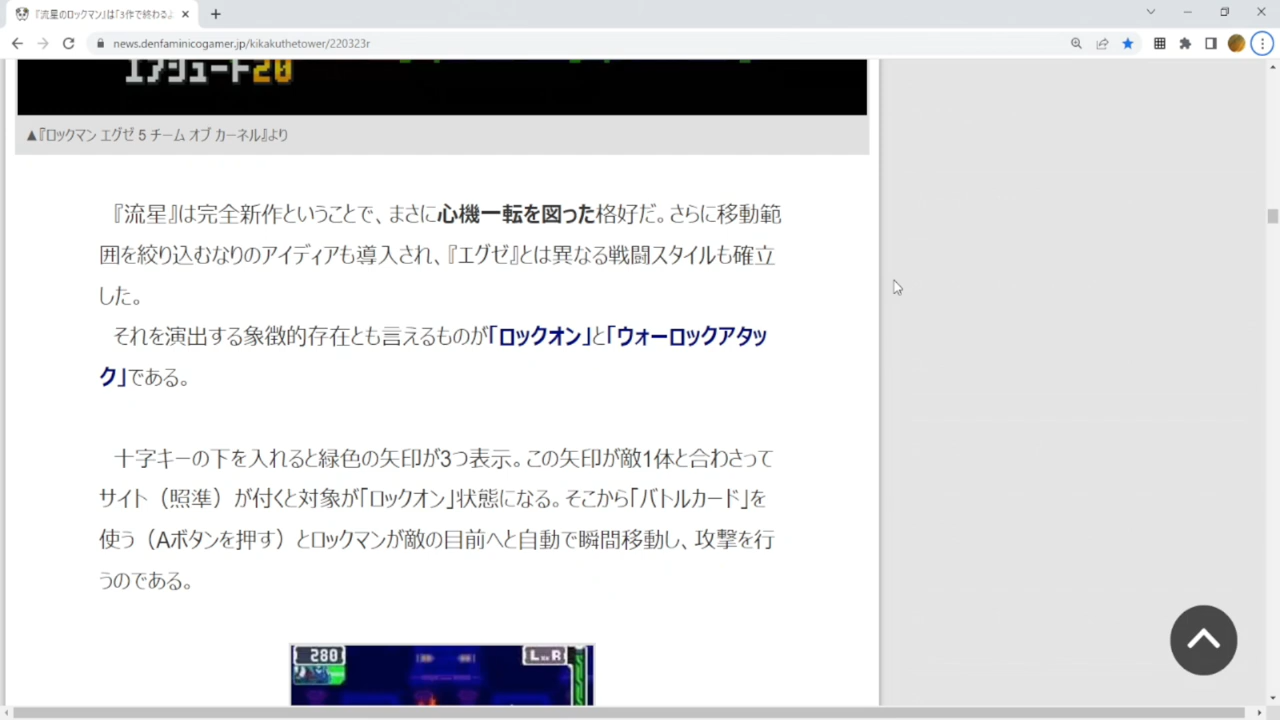 『流星のロックマン』は「3作で終わるよ
news.denfaminicogamer.jp/kikakuthetower/220323r
エアシュート20
▲『ロックマン エグゼ 5 チーム オブ カーネル』より
『流星』は完全新作ということで、まさに心機一転を図った格好だ。さらに移動範
囲を絞り込むなりのアイディアも導入され、『エグゼ』とは異なる戦闘スタイルも確立
した。
それを演出する象徴的存在とも言えるものが「ロックオン」と「ウォーロックアタッ
ク」である。
十字キーの下を入れると緑色の矢印が3つ表示。この矢印が敵1体と合わさって
サイト（照準）が付くと対象が「ロックオン」状態になる。そこから「バトルカード」を
使う（Aボタンを押す）とロックマンが敵の目前へと自動で瞬間移動し、攻撃を行
うのである。
280
L or R